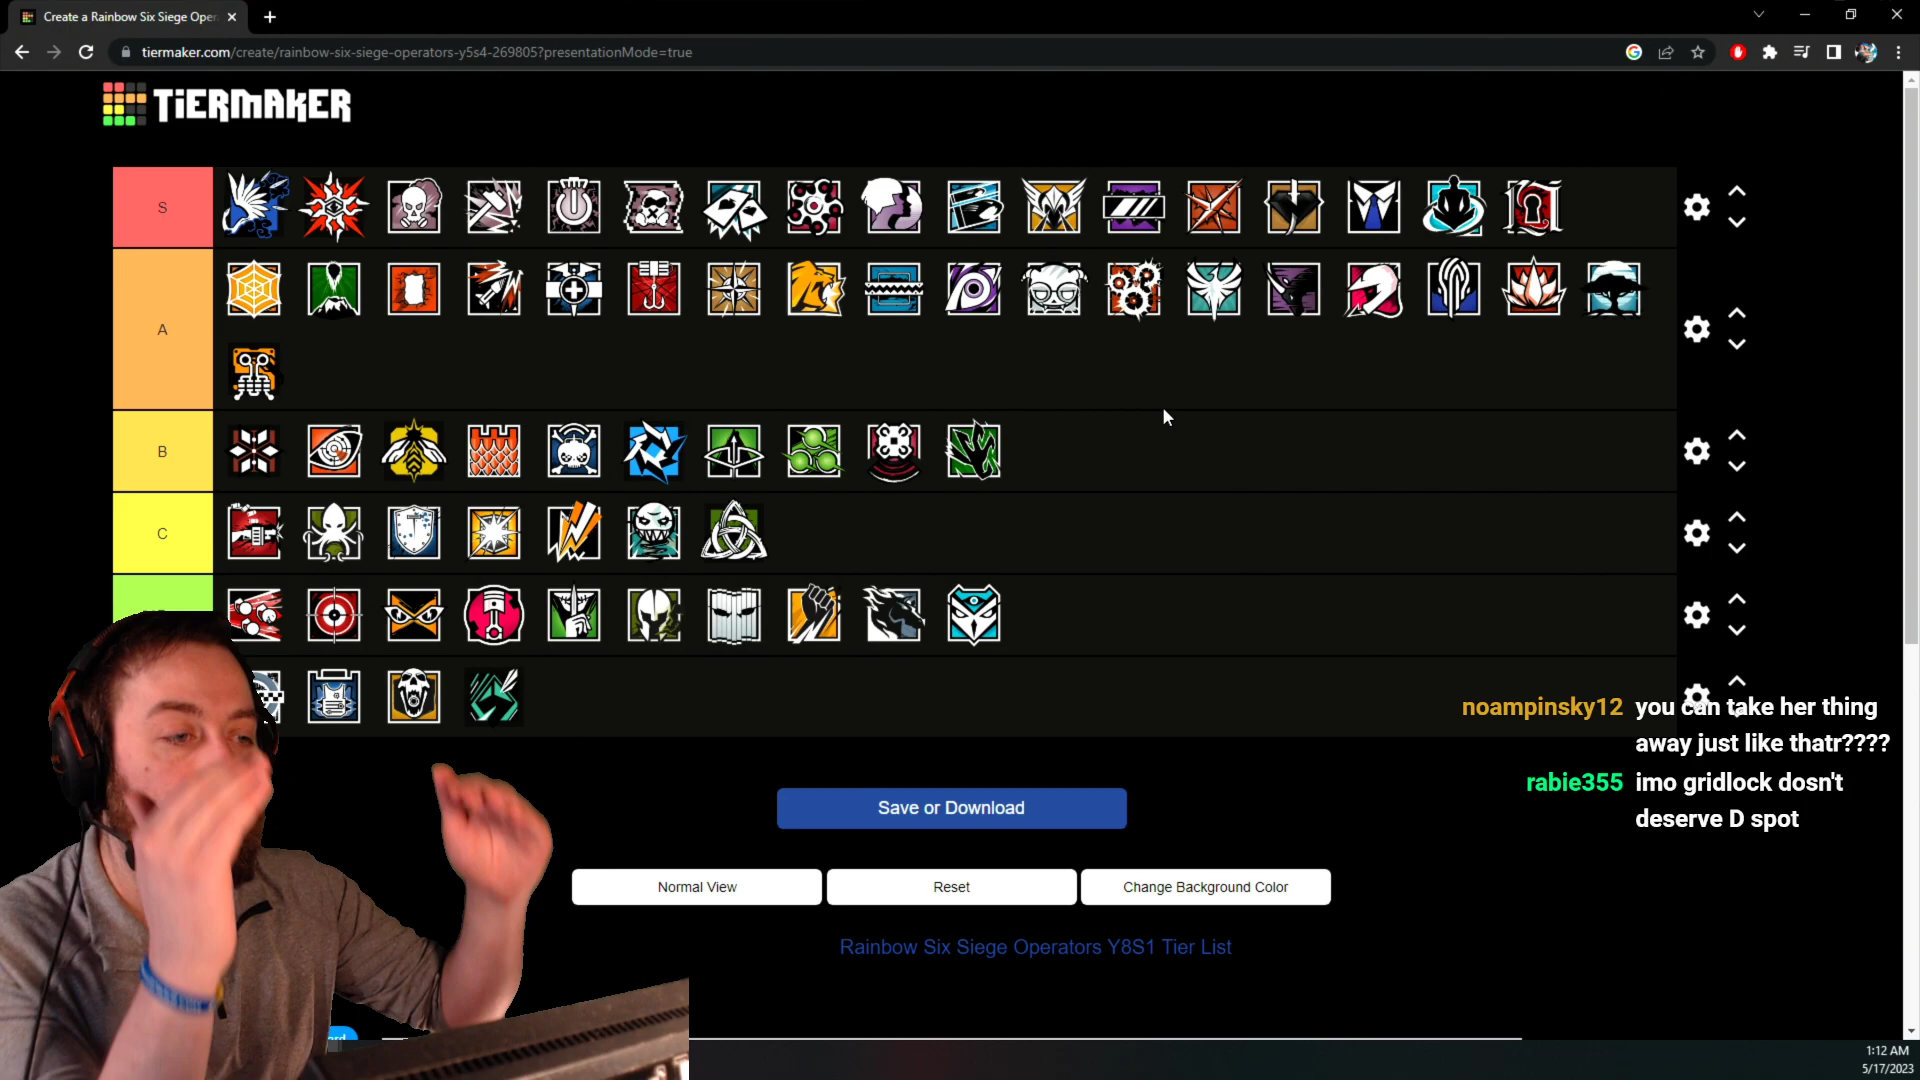 Create a Rainbow Six Siege Oper
tiermaker.com/create/rainbow-six-siege-operators-y5s4-269805?presentationMode=true
TiERMAKER
S
A
B
C
noampinsky12 you can take her thing
away just like thatr????
rabie355 imo gridlock dosn't
deserve D spot
Save or Download
Normal View
Reset
Change Background Color
Rainbow Six Siege Operators Y8S1 Tier List
1:12 AM
5/17/2023